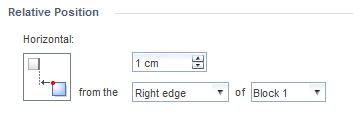 Relative Position
Horizontal:
1 cm
from the Right edge of Block 1